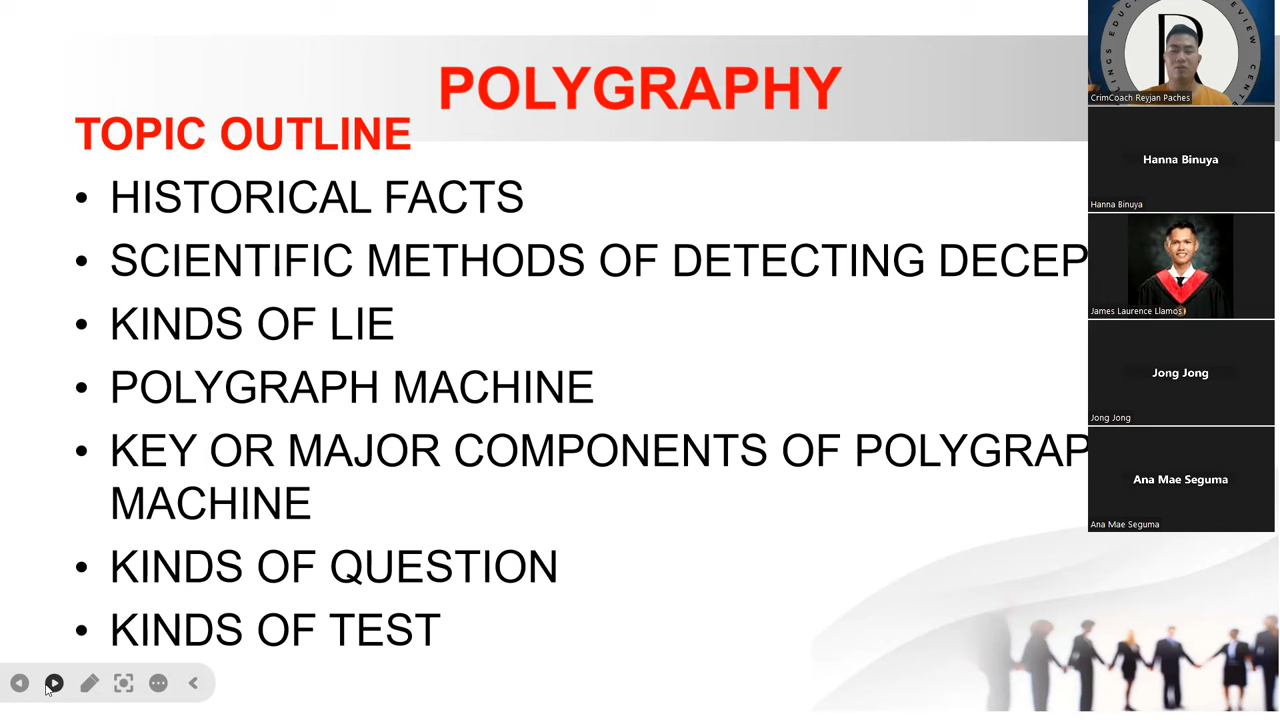 POLYGRAPHY
TOPIC OUTLINE
• HISTORICAL FACTS
• SCIENTIFIC METHODS OF DETECTING DECEP
• KINDS OF LIE
• POLYGRAPH MACHINE
• KEY OR MAJOR COMPONENTS OF POLYGRAP
MACHINE
• KINDS OF QUESTION
• KINDS OF TEST
CrimCoach Reyjan Paches
Hanna Binuya
Hanna Binuya
James Laurence Llamos
Jong Jong
Jong Jong
Ana Mae Seguma
Ana Mae Seguma